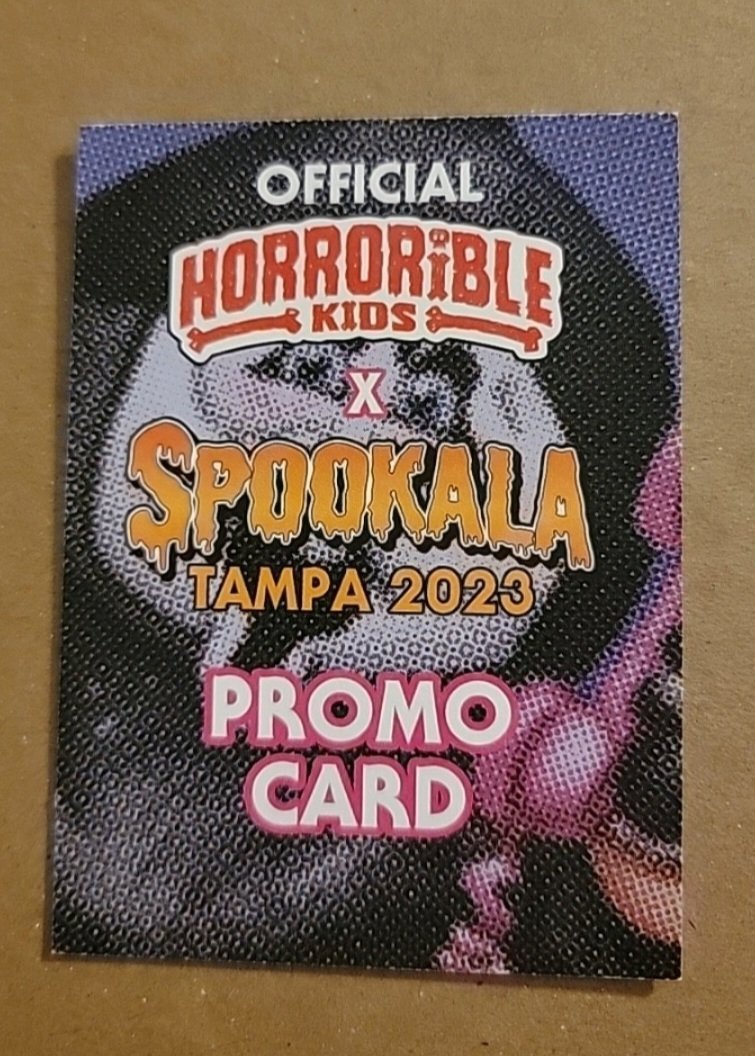 OFFICIAL
HORRORiBLE
KIDS
X
SPOOKALA
TAMPA 2023
PROMO
CARD